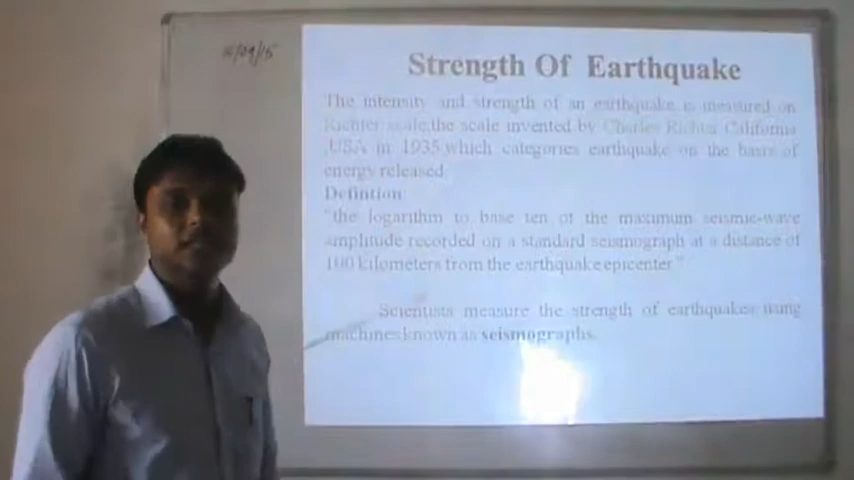 16/09/15
Strength Of Earthquake
The intensity and strength of an earthquake is measured on
Richter scale,the scale invented by Charles Richter California
,USA in 1935,which categories earthquake on the basis of
energy released
Defintion:
"the logarithm to base ten of the maximum seismic-wave
amplitude recorded on a standard seismograph at a distance of
100 kilometers from the earthquake epicenter"
Scientists measure the strength of earthquakes using
machines known as seismographs.